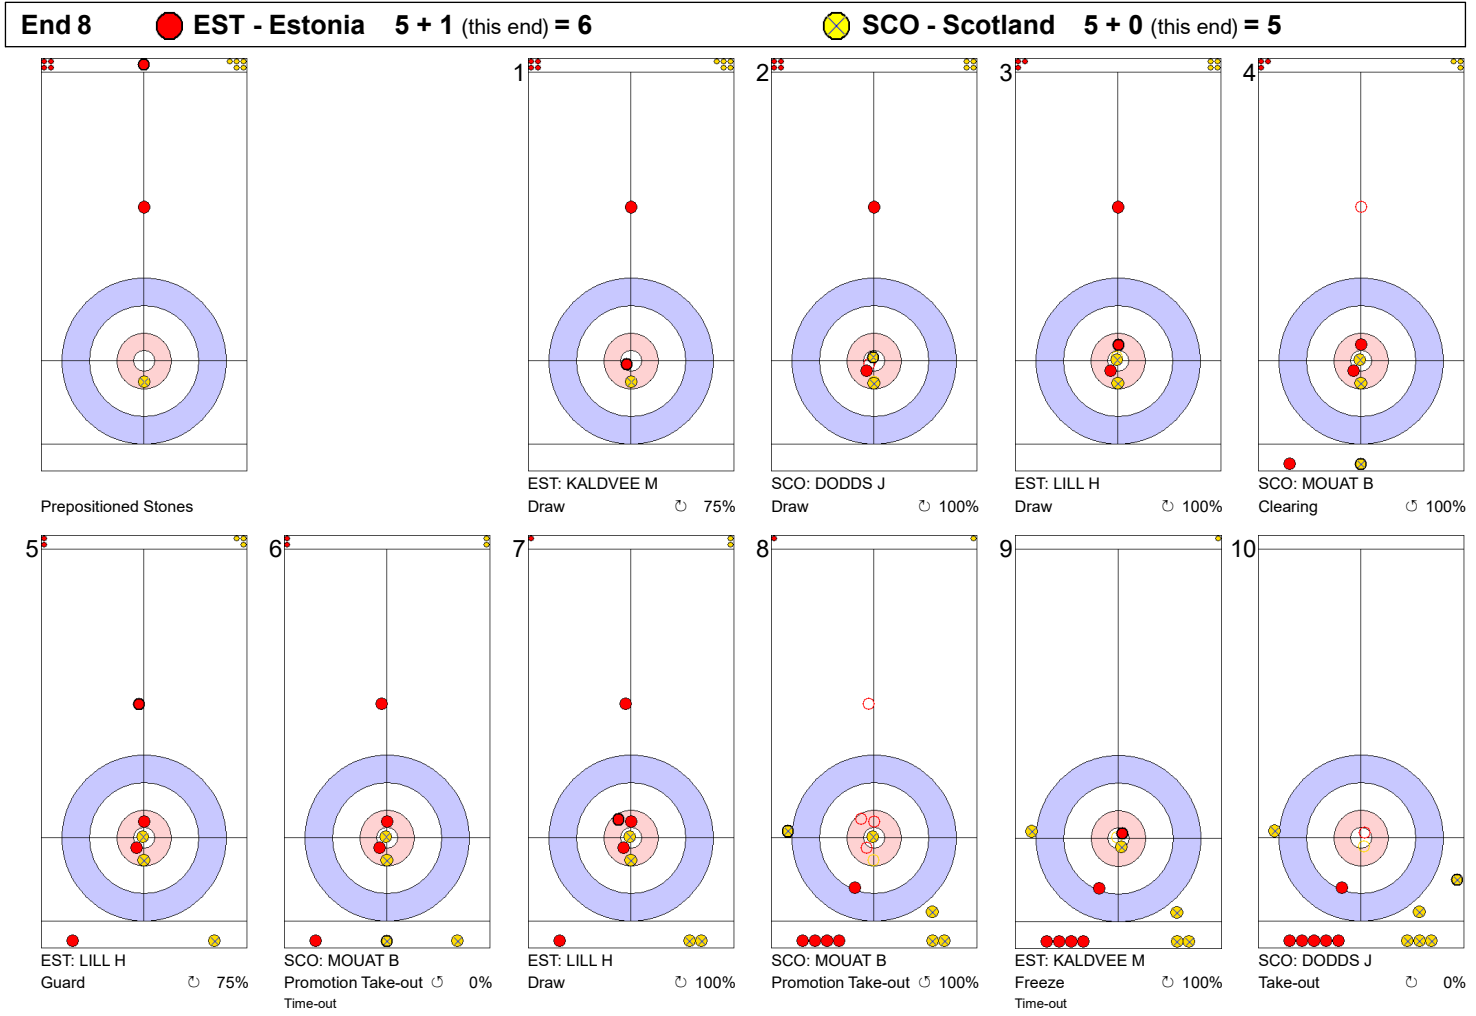 End 8 EST - Estonia 5 + 1 (this end) = 6 SCO - Scotland 5 + 0 (this end) = 5
1 2 3 4
EST: KALDVEE M SCO: DODDS J EST: LILL H SCO: MOUAT B
Prepositioned Stones Draw ↻ 75% Draw ↻ 100% Draw ↻ 100% Clearing ↻ 100%
5 6 7 8 9 10
EST: LILL H SCO: MOUAT B EST: LILL H SCO: MOUAT B EST: KALDVEE M SCO: DODDS J
Guard ↻ 75% Promotion Take-out ↺ 0% Draw ↻ 100% Promotion Take-out ↺ 100% Freeze ↻ 100% Take-out ↻ 0%
Time-out Time-out